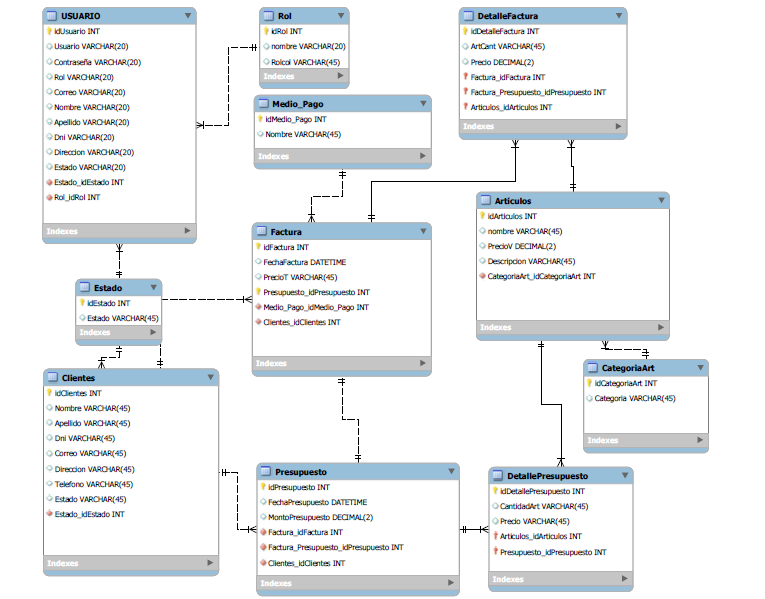 USUARIO
idUsuario INT
Usuario VARCHAR(20)
Contraseña VARCHAR(20)
Rol VARCHAR(20)
Correo VARCHAR(20)
Nombre VARCHAR(20)
Apellido VARCHAR(20)
Dni VARCHAR(20)
Direccion VARCHAR(20)
Estado VARCHAR(20)
Estado_idEstado INT
Rol_idRol INT
Indexes
Rol
idRol INT
nombre VARCHAR(20)
Rolcol VARCHAR(45)
Indexes
Medio_Pago
idMedio_Pago INT
Nombre VARCHAR(45)
Indexes
DetalleFactura
idDetalleFactura INT
ArtCant VARCHAR(45)
Precio DECIMAL(2)
Factura_idFactura INT
Factura_Presupuesto_idPresupuesto INT
Articulos_idArticulos INT
Indexes
Factura
idFactura INT
FechaFactura DATETIME
PrecioT VARCHAR(45)
Presupuesto_idPresupuesto INT
Medio_Pago_idMedio_Pago INT
Clientes_idClientes INT
Indexes
Articulos
idArticulos INT
nombre VARCHAR(45)
PrecioV DECIMAL(2)
Descripcion VARCHAR(45)
CategoriaArt_idCategoriaArt INT
Indexes
Estado
idEstado INT
Estado VARCHAR(45)
Indexes
Clientes
idClientes INT
Nombre VARCHAR(45)
Apellido VARCHAR(45)
Dni VARCHAR(45)
Correo VARCHAR(45)
Direccion VARCHAR(45)
Telefono VARCHAR(45)
Estado VARCHAR(45)
Estado_idEstado INT
Indexes
CategoriaArt
idCategoriaArt INT
Categoria VARCHAR(45)
Indexes
Presupuesto
idPresupuesto INT
FechaPresupuesto DATETIME
MontoPresupuesto DECIMAL(2)
Factura_idFactura INT
Factura_Presupuesto_idPresupuesto INT
Clientes_idClientes INT
Indexes
DetallePresupuesto
idDetallePresupuesto INT
CantidadArt VARCHAR(45)
Precio VARCHAR(45)
Articulos_idArticulos INT
Presupuesto_idPresupuesto INT
Indexes